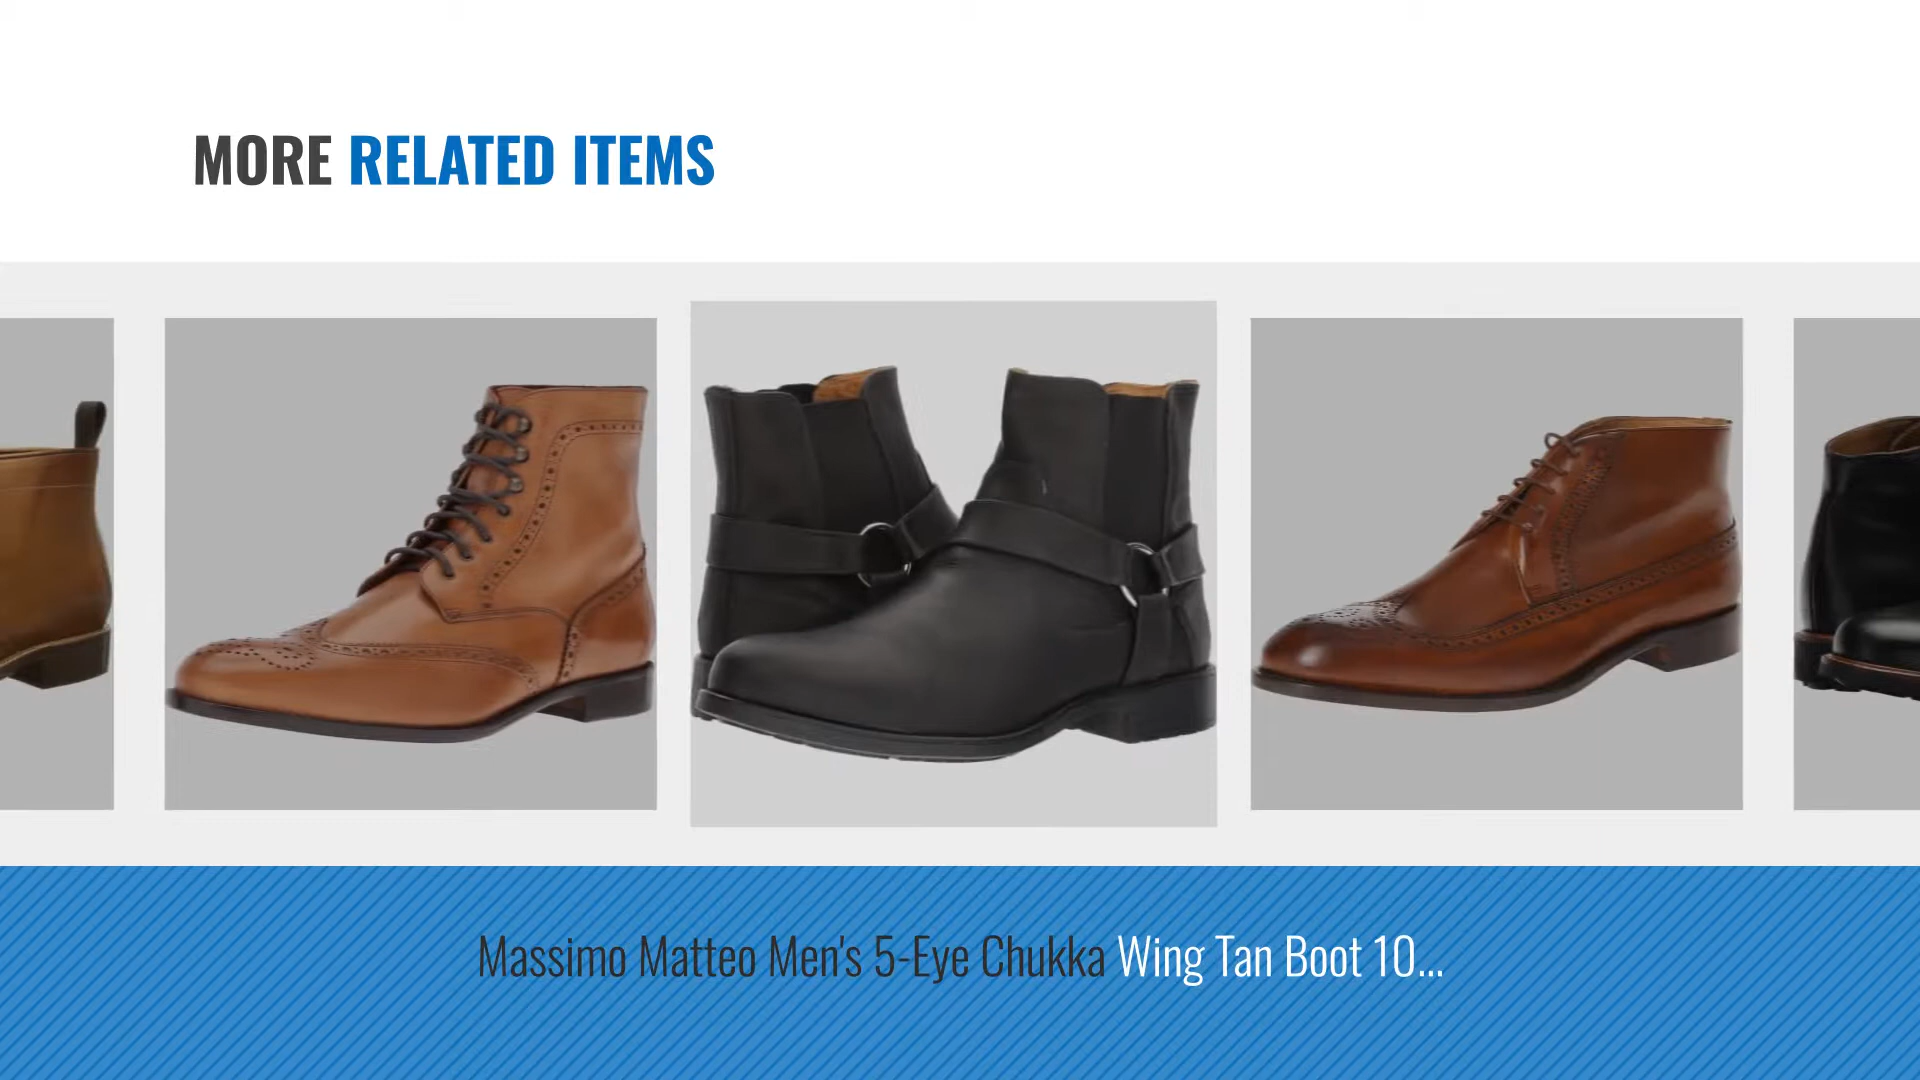 MORE RELATED ITEMS
Massimo Matteo Men's 5-Eye Chukka Wing Tan Boot 10...